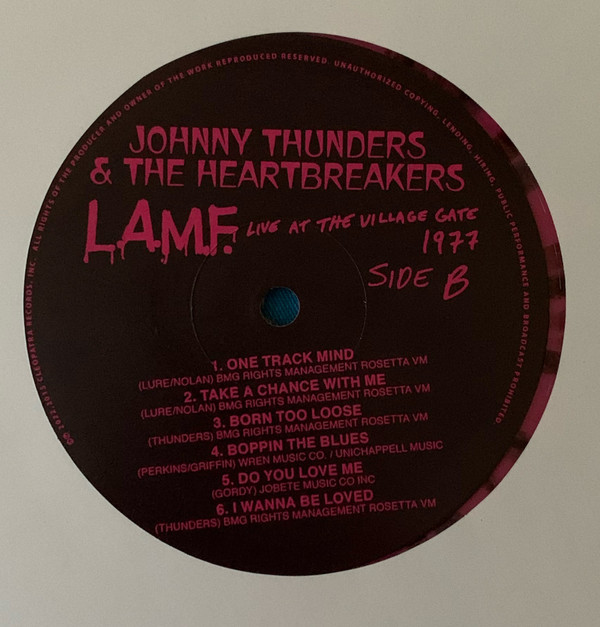 ALL RIGHTS OF THE PRODUCER AND OWNER OF THE WORK REPRODUCED RESERVED. UNAUTHORIZED COPYING, LENDING, HIRING, PUBLIC PERFORMANCE AND BROADCAST PROHIBITED
JOHNNY THUNDERS
& THE HEARTBREAKERS
L.A.M.F. LIVE AT THE VILLAGE GATE
1977
SIDE B
1. ONE TRACK MIND
(LURE/NOLAN) BMG RIGHTS MANAGEMENT ROSETTA VM
2. TAKE A CHANCE WITH ME
(LURE/NOLAN) BMG RIGHTS MANAGEMENT ROSETTA VM
3. BORN TOO LOOSE
(THUNDERS) BMG RIGHTS MANAGEMENT ROSETTA VM
4. BOPPIN THE BLUES
(PERKINS/GRIFFIN) WREN MUSIC CO. / UNICHAPPELL MUSIC
5. DO YOU LOVE ME
(GORDY) JOBETE MUSIC CO INC
6. I WANNA BE LOVED
(THUNDERS) BMG RIGHTS MANAGEMENT ROSETTA VM
CLEOPATRA RECORDS, INC.